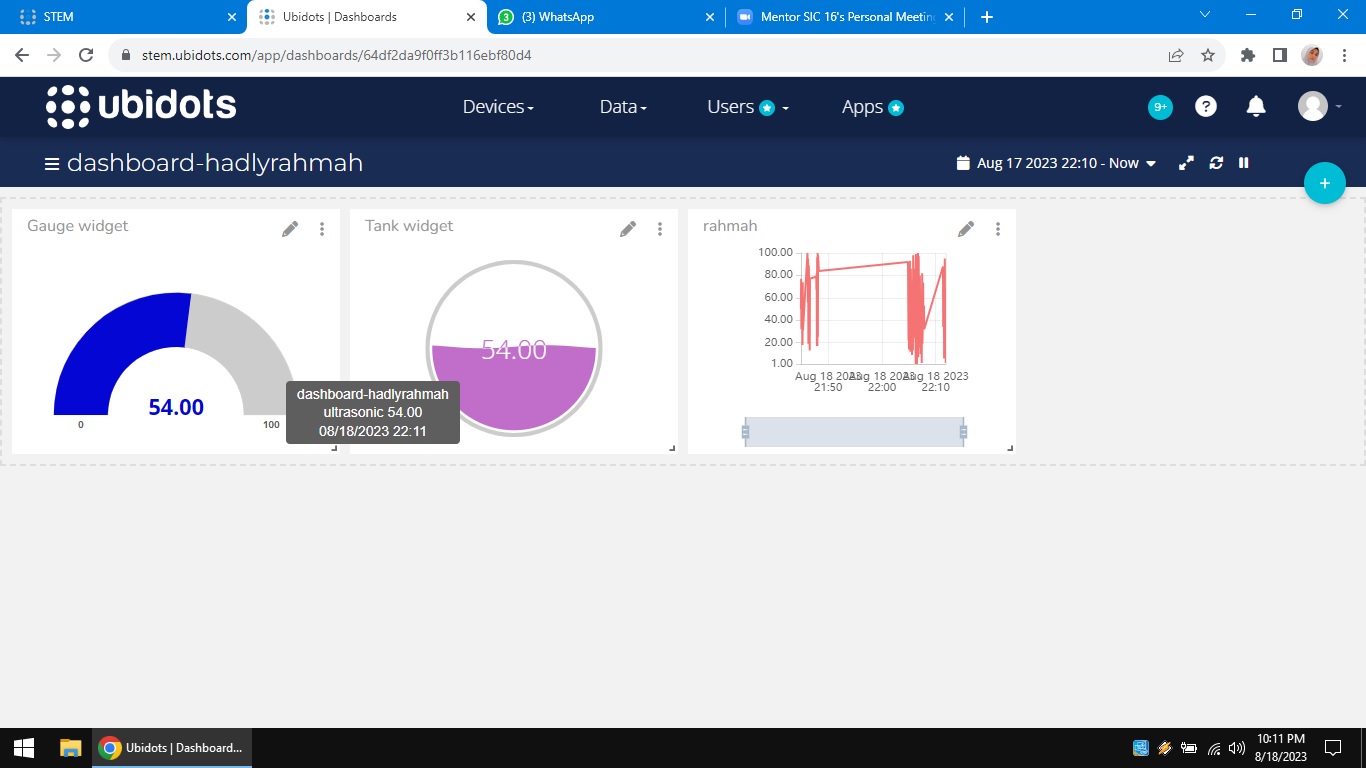 STEM
Ubidots | Dashboards
3
(3) WhatsApp
Mentor SIC 16's Personal Meetin
stem.ubidots.com/app/dashboards/64df2da9f0ff3b116ebf80d4
ubidots
Devices
Data
Users
Apps
9+
?
dashboard-hadlyrahmah
Aug 17 2023 22:10 - Now
+
Gauge widget
54.00
0
100
dashboard-hadlyrahmah
ultrasonic 54.00
08/18/2023 22:11
Tank widget
54.00
rahmah
100.00
80.00
60.00
40.00
20.00
1.00
Aug 18 2023
21:50
Aug 18 2023
22:00
Aug 18 2023
22:10
Ubidots | Dashboard...
10:11 PM
8/18/2023